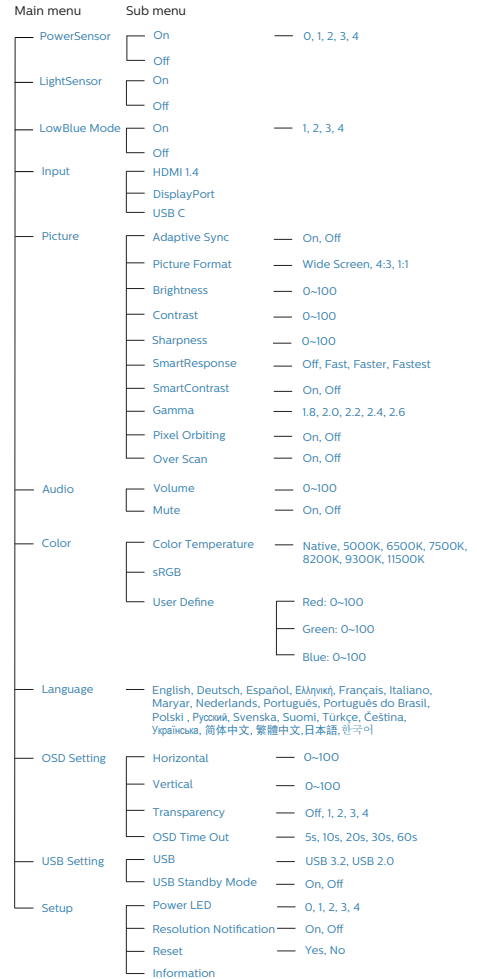 Main menu Sub menu
PowerSensor On 0, 1, 2, 3, 4
Off
LightSensor On
Off
LowBlue Mode On 1, 2, 3, 4
Off
Input HDMI 1.4
DisplayPort
USB C
Picture Adaptive Sync On, Off
Picture Format Wide Screen, 4:3, 1:1
Brightness 0~100
Contrast 0~100
Sharpness 0~100
SmartResponse Off, Fast, Faster, Fastest
SmartContrast On, Off
Gamma 1.8, 2.0, 2.2, 2.4, 2.6
Pixel Orbiting On, Off
Over Scan On, Off
Audio Volume 0~100
Mute On, Off
Color Color Temperature Native, 5000K, 6500K, 7500K,
8200K, 9300K, 11500K
sRGB
User Define Red: 0~100
Green: 0~100
Blue: 0~100
Language English, Deutsch, Español, Ελληνική, Français, Italiano,
Maryar, Nederlands, Português, Português do Brasil,
Polski , Русский, Svenska, Suomi, Türkçe, Čeština,
Українська, 简体中文, 繁體中文,日本語,한국어
OSD Setting Horizontal 0~100
Vertical 0~100
Transparency Off, 1, 2, 3, 4
OSD Time Out 5s, 10s, 20s, 30s, 60s
USB Setting USB USB 3.2, USB 2.0
USB Standby Mode On, Off
Setup Power LED 0, 1, 2, 3, 4
Resolution Notification On, Off
Reset Yes, No
Information